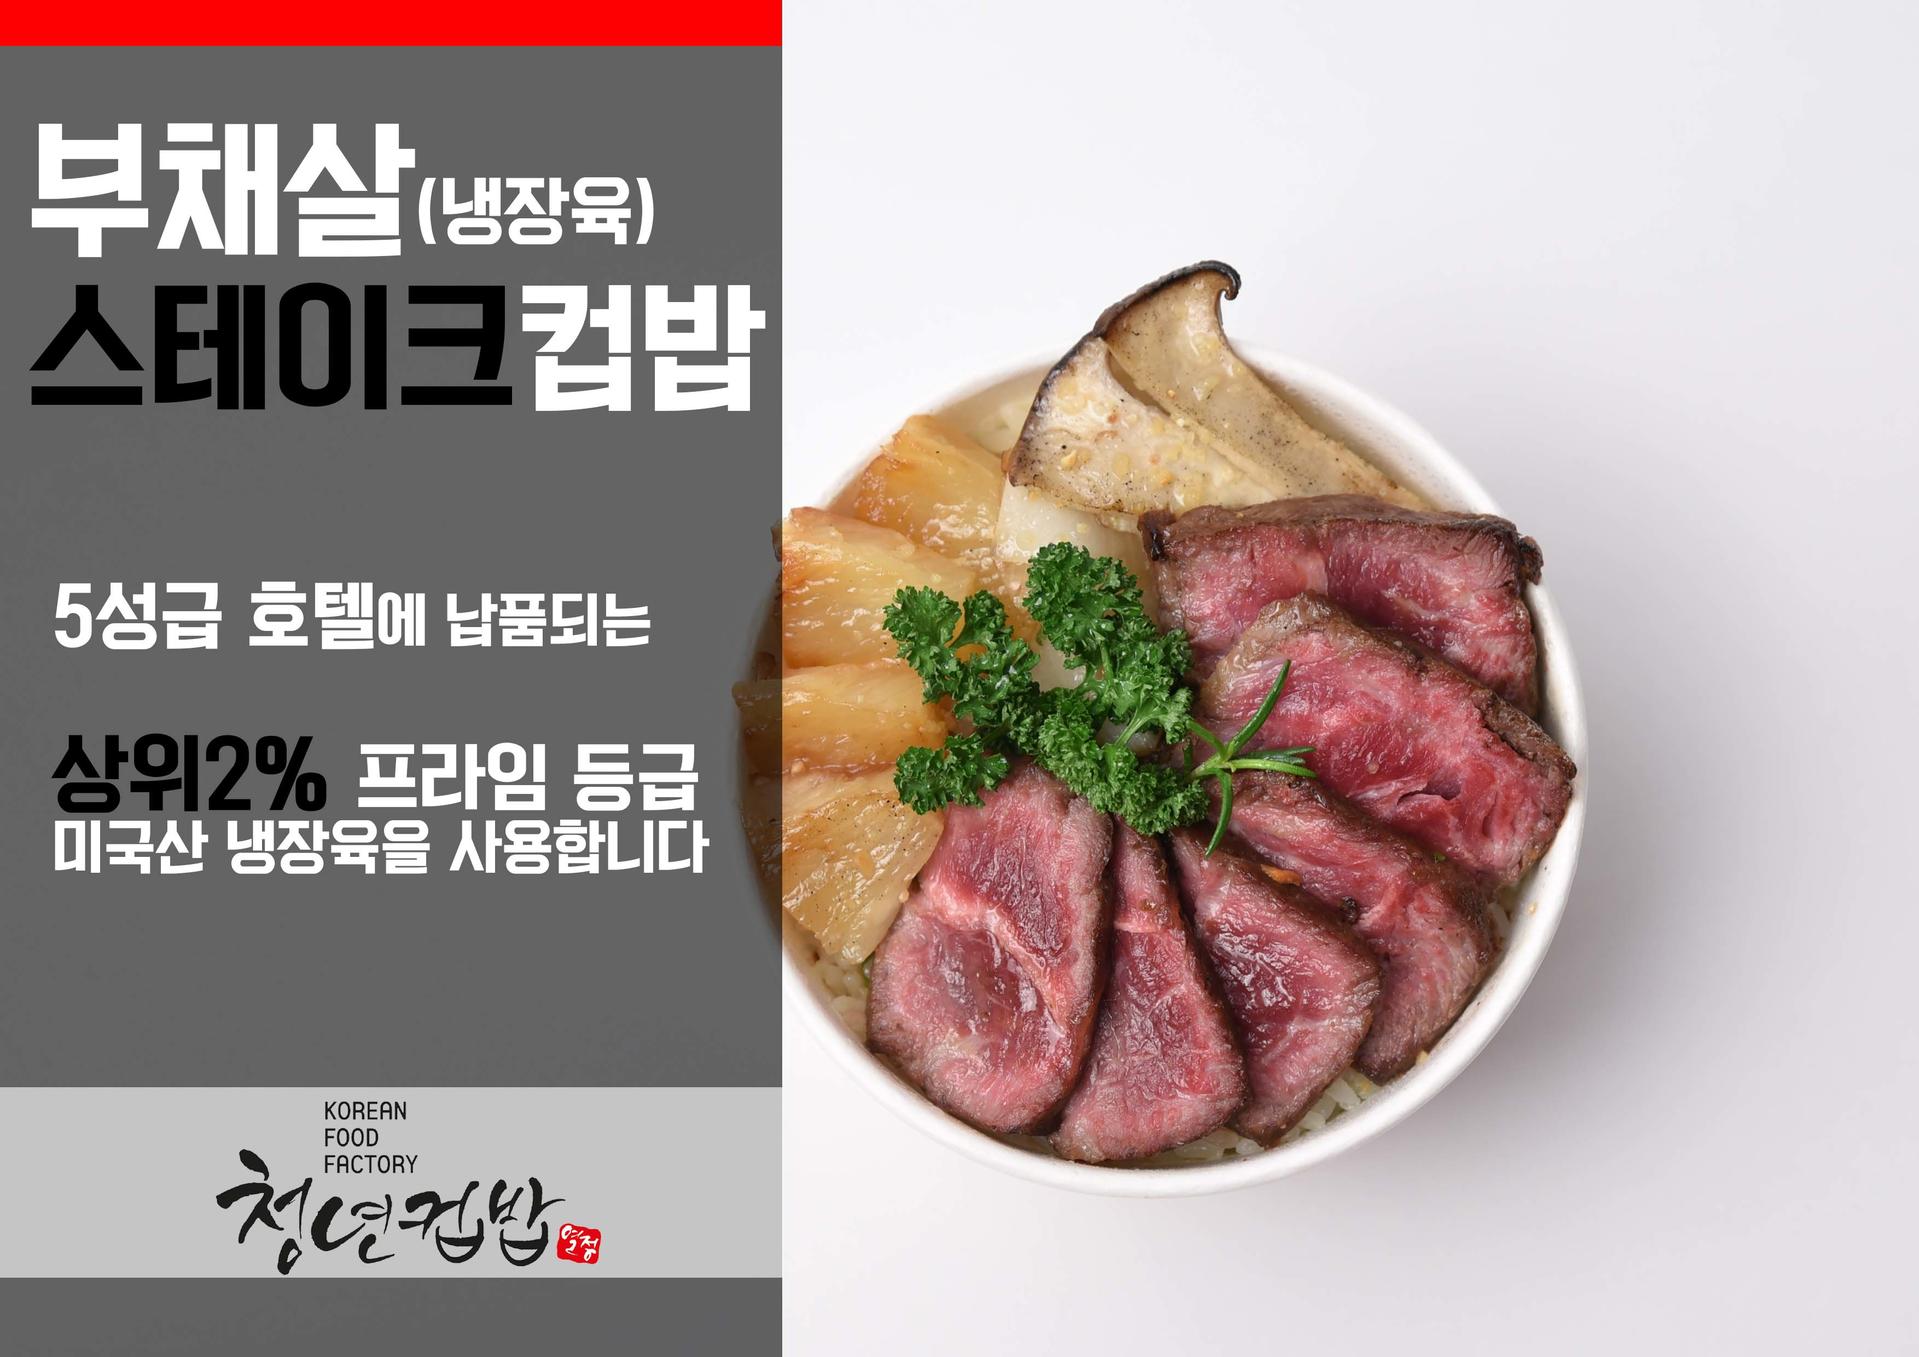 부채살(냉장육)
스테이크컵밥
5성급 호텔에 납품되는
상위2% 프라임 등급
미국산 냉장육을 사용합니다
KOREAN
FOOD
FACTORY
청년컵밥
열정